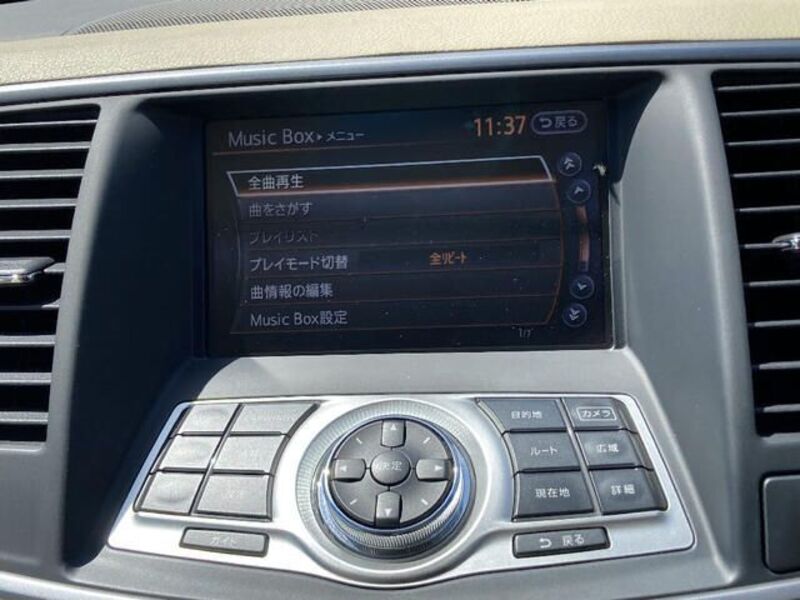 Music Box ▶ メニュー
11:37
戻る
全曲再生
曲をさがす
プレイリスト
プレイモード切替 全リピート
曲情報の編集
Music Box設定
1/7
目的地
カメラ
ルート
広域
決定
現在地
詳細
ガイド
戻る